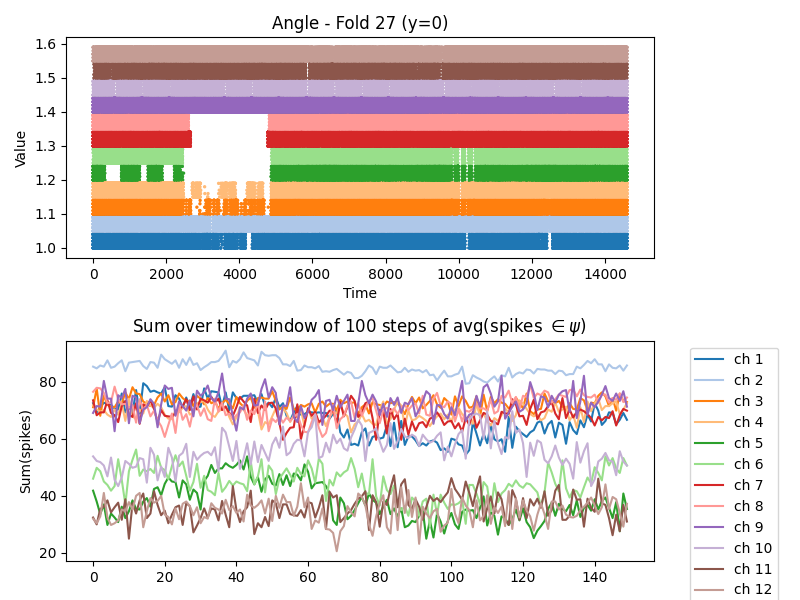 Angle - Fold 27 (y=0)
1.6
1.5
1.4
1.3
1.2
1.1
1.0
Value
0 2000 4000 6000 8000 10000 12000 14000
Time
Sum over timewindow of 100 steps of avg(spikes ∈ ψ)
80
60
40
20
Sum(spikes)
0 20 40 60 80 100 120 140
ch 1
ch 2
ch 3
ch 4
ch 5
ch 6
ch 7
ch 8
ch 9
ch 10
ch 11
ch 12